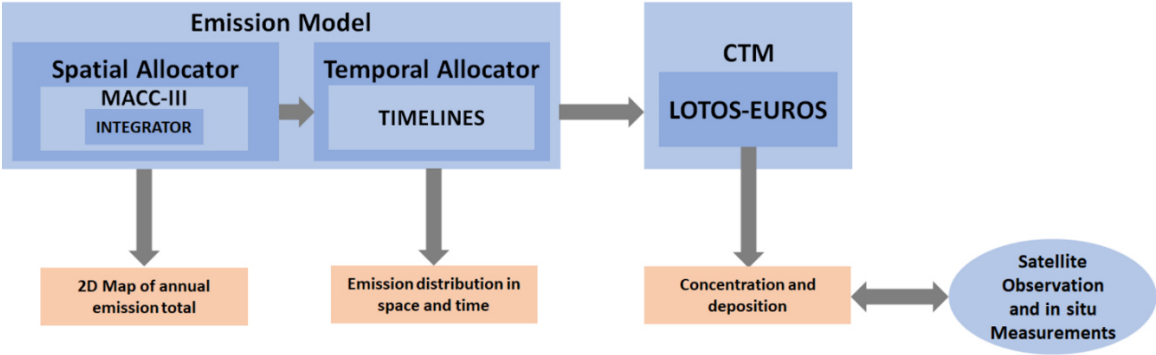 Emission Model
Spatial Allocator
MACC-III
INTEGRATOR
Temporal Allocator
TIMELINES
CTM
LOTOS-EUROS
2D Map of annual
emission total
Emission distribution in
space and time
Concentration and
deposition
Satellite
Observation
and in situ
Measurements